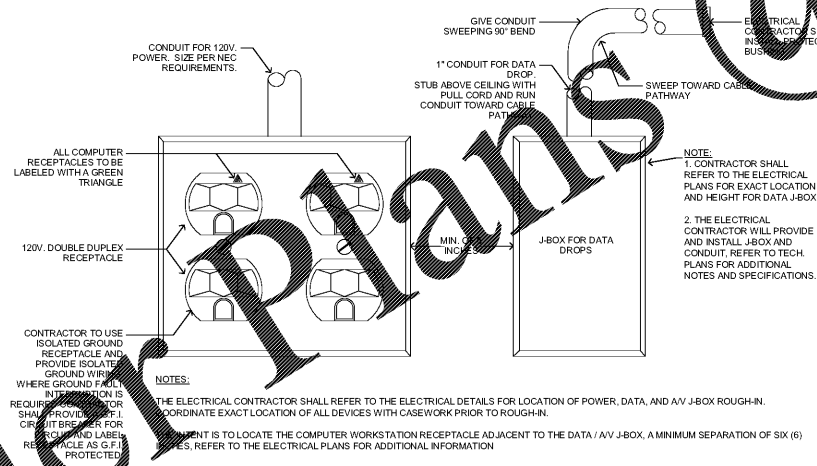 GIVE CONDUIT
SWEEPING 90° BEND
CONTRACTOR
CONDUIT FOR 120V.
POWER. SIZE PER NEC
REQUIREMENTS.
1" CONDUIT FOR DATA
DROP.
STUB ABOVE CEILING WITH
PULL CORD AND RUN
CONDUIT TOWARD CABLE
SWEEP TOWARD CABLE
PATHWAY
ALL COMPUTER
RECEPTACLES TO BE
LABELED WITH A GREEN
TRIANGLE
120V. DOUBLE DUPLEX
RECEPTACLE
MIN. OF
INCHES
J-BOX FOR DATA
DROPS
NOTE:
1. CONTRACTOR SHALL
REFER TO THE ELECTRICAL
PLANS FOR EXACT LOCATION
AND HEIGHT FOR DATA J-BOX
2. THE ELECTRICAL
CONTRACTOR WILL PROVIDE
AND INSTALL J-BOX AND
CONDUIT, REFER TO TECH.
PLANS FOR ADDITIONAL
NOTES AND SPECIFICATIONS.
CONTRACTOR TO USE
ISOLATED GROUND
RECEPTACLE AND
PROVIDE ISOLATED
GROUND WIRING
WHERE GROUND FAULT
IS
SHALL PROVIDE G.F.I.
BREAKER FOR
AND LABEL
AS G.F.I
PROTECTED
NOTES:
THE ELECTRICAL CONTRACTOR SHALL REFER TO THE ELECTRICAL DETAILS FOR LOCATION OF POWER, DATA, AND A/V J-BOX ROUGH-IN.
COORDINATE EXACT LOCATION OF ALL DEVICES WITH CASEWORK PRIOR TO ROUGH-IN.
INTENT IS TO LOCATE THE COMPUTER WORKSTATION RECEPTACLE ADJACENT TO THE DATA / A/V J-BOX, A MINIMUM SEPARATION OF SIX (6)
INCHES, REFER TO THE ELECTRICAL PLANS FOR ADDITIONAL INFORMATION
er Plans